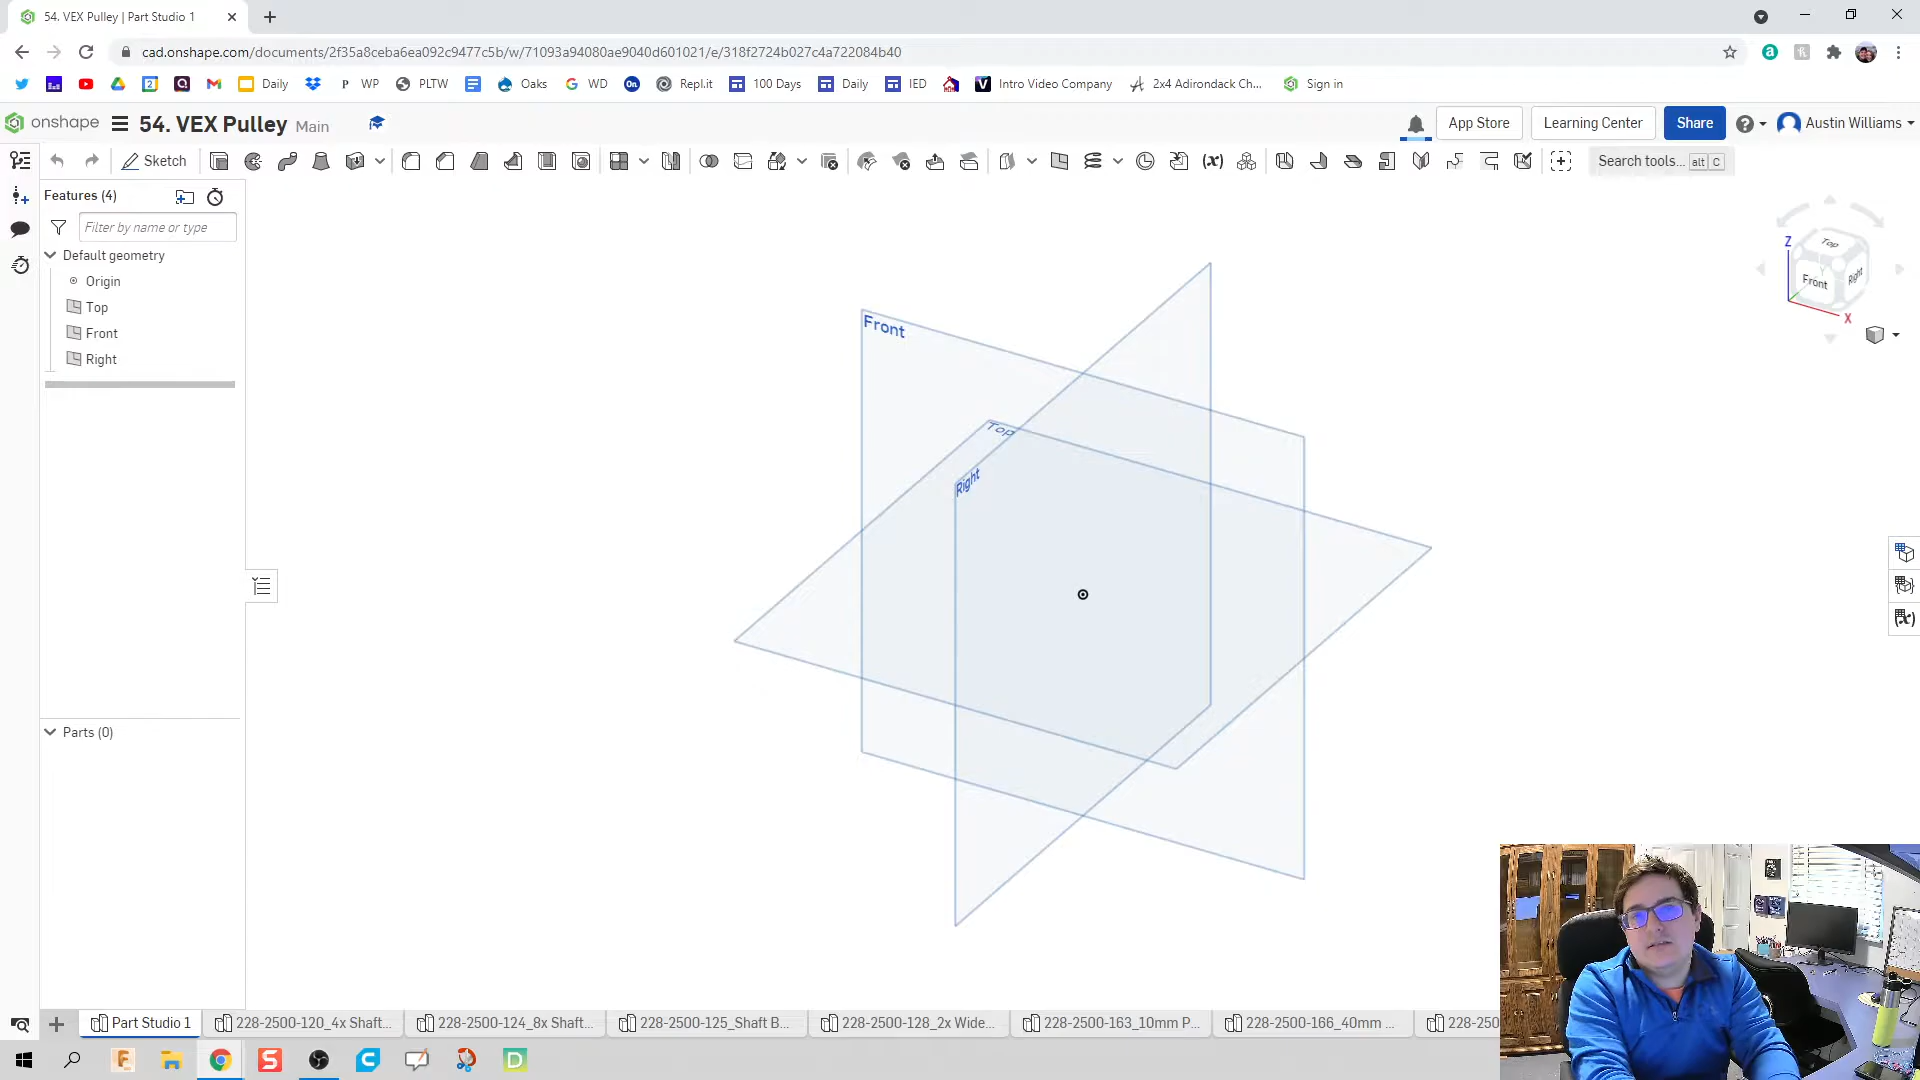 54. VEX Pulley | Part Studio 1
cad.onshape.com/documents/2f35a8ceba6ea092c9477c5b/w/71093a94080ae9040d601021/e/318f2724b027c4a722084b40
Daily
P WP
PLTW
Oaks
G WD
On
Repl.it
100 Days
Daily
IED
V Intro Video Company
2x4 Adirondack Ch...
Sign in
onshape
54. VEX Pulley Main
App Store
Learning Center
Share
Austin Williams
Sketch
(x)
Search tools... alt C
Features (4)
Filter by name or type
Default geometry
Origin
Top
Front
Right
Parts (0)
Front
Top
Right
Z
Top
Front
Right
Y
X
(x)
Part Studio 1
228-2500-120_4x Shaft...
228-2500-124_8x Shaft...
228-2500-125_Shaft B...
228-2500-128_2x Wide...
228-2500-163_10mm P...
228-2500-166_40mm ...
228-250